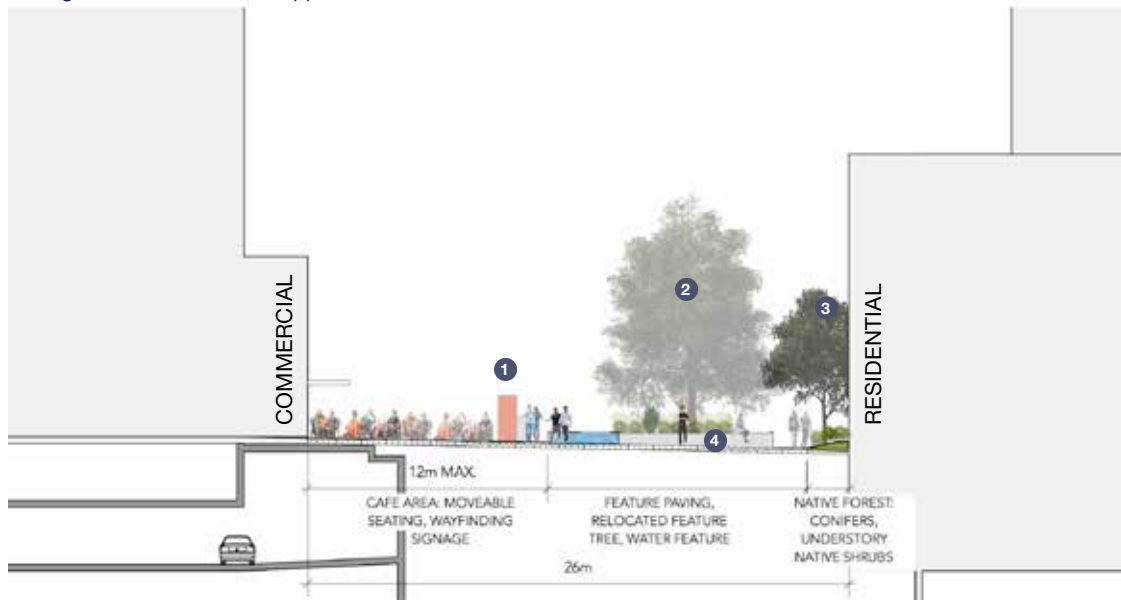 COMMERCIAL
RESIDENTIAL
1
2
3
4
12m MAX.
CAFE AREA: MOVEABLE
SEATING, WAYFINDING
SIGNAGE
FEATURE PAVING,
RELOCATED FEATURE
TREE, WATER FEATURE
NATIVE FOREST:
CONIFERS,
UNDERSTORY
NATIVE SHRUBS
26m